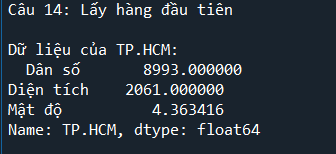 Câu 14: Lấy hàng đầu tiên

Dữ liệu của TP.HCM:
  Dân số       8993.000000
Diện tích    2061.000000
Mật độ          4.363416
Name: TP.HCM, dtype: float64